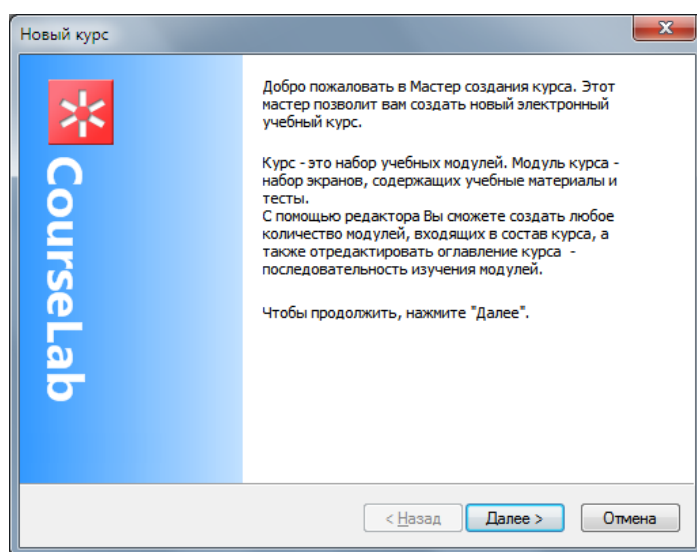 Новый курс
CourseLab
Добро пожаловать в Мастер создания курса. Этот
мастер позволит вам создать новый электронный
учебный курс.
Курс - это набор учебных модулей. Модуль курса -
набор экранов, содержащих учебные материалы и
тесты.
С помощью редактора Вы сможете создать любое
количество модулей, входящих в состав курса, а
также отредактировать оглавление курса  -
последовательность изучения модулей.
Чтобы продолжить, нажмите "Далее".
< Назад
Далее >
Отмена